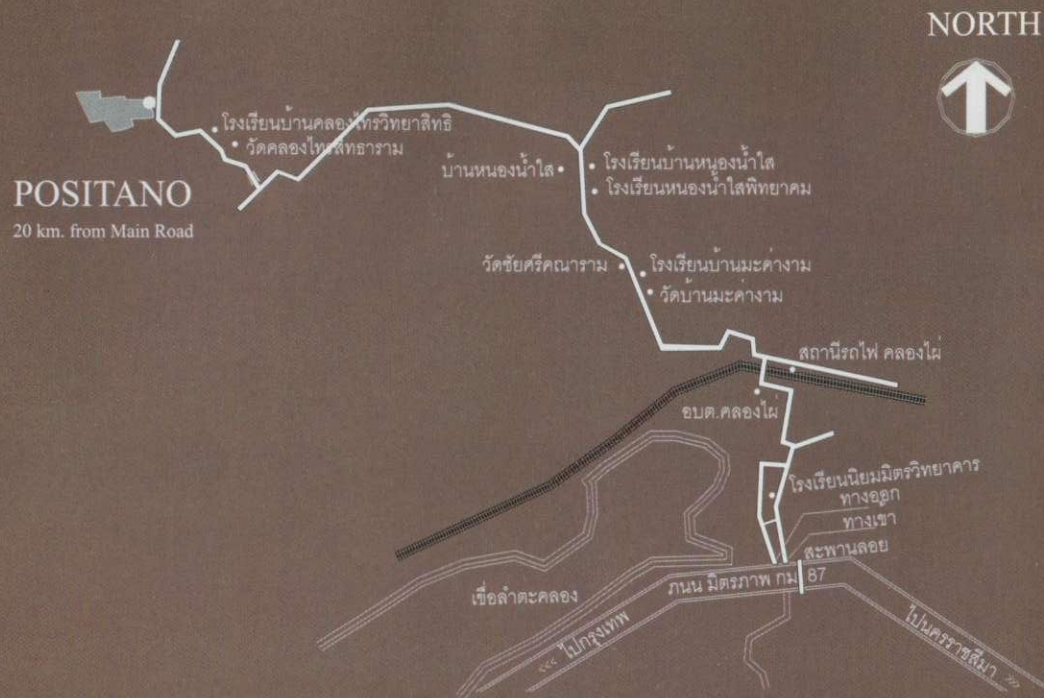 NORTH
โรงเรียนบ้านคลองไทรวิทยาสิทธิ
วัดคลองไทรสิทธาราม
POSITANO
20 km. from Main Road
บ้านหนองน้ำใส
โรงเรียนบ้านหนองน้ำใส
โรงเรียนหนองน้ำใสพิทยาคม
วัดชัยศรีคณาราม
โรงเรียนบ้านมะค่างาม
วัดบ้านมะค่างาม
สถานีรถไฟ คลองไผ่
อบต.คลองไผ่
โรงเรียนนิยมมิตรวิทยาคาร
ทางออก
ทางเข้า
สะพานลอย
ถนน มิตรภาพ กม 87
เขื่อลำตะคลอง
<<< ไปกรุงเทพ
ไปนครราชสีมา >>>